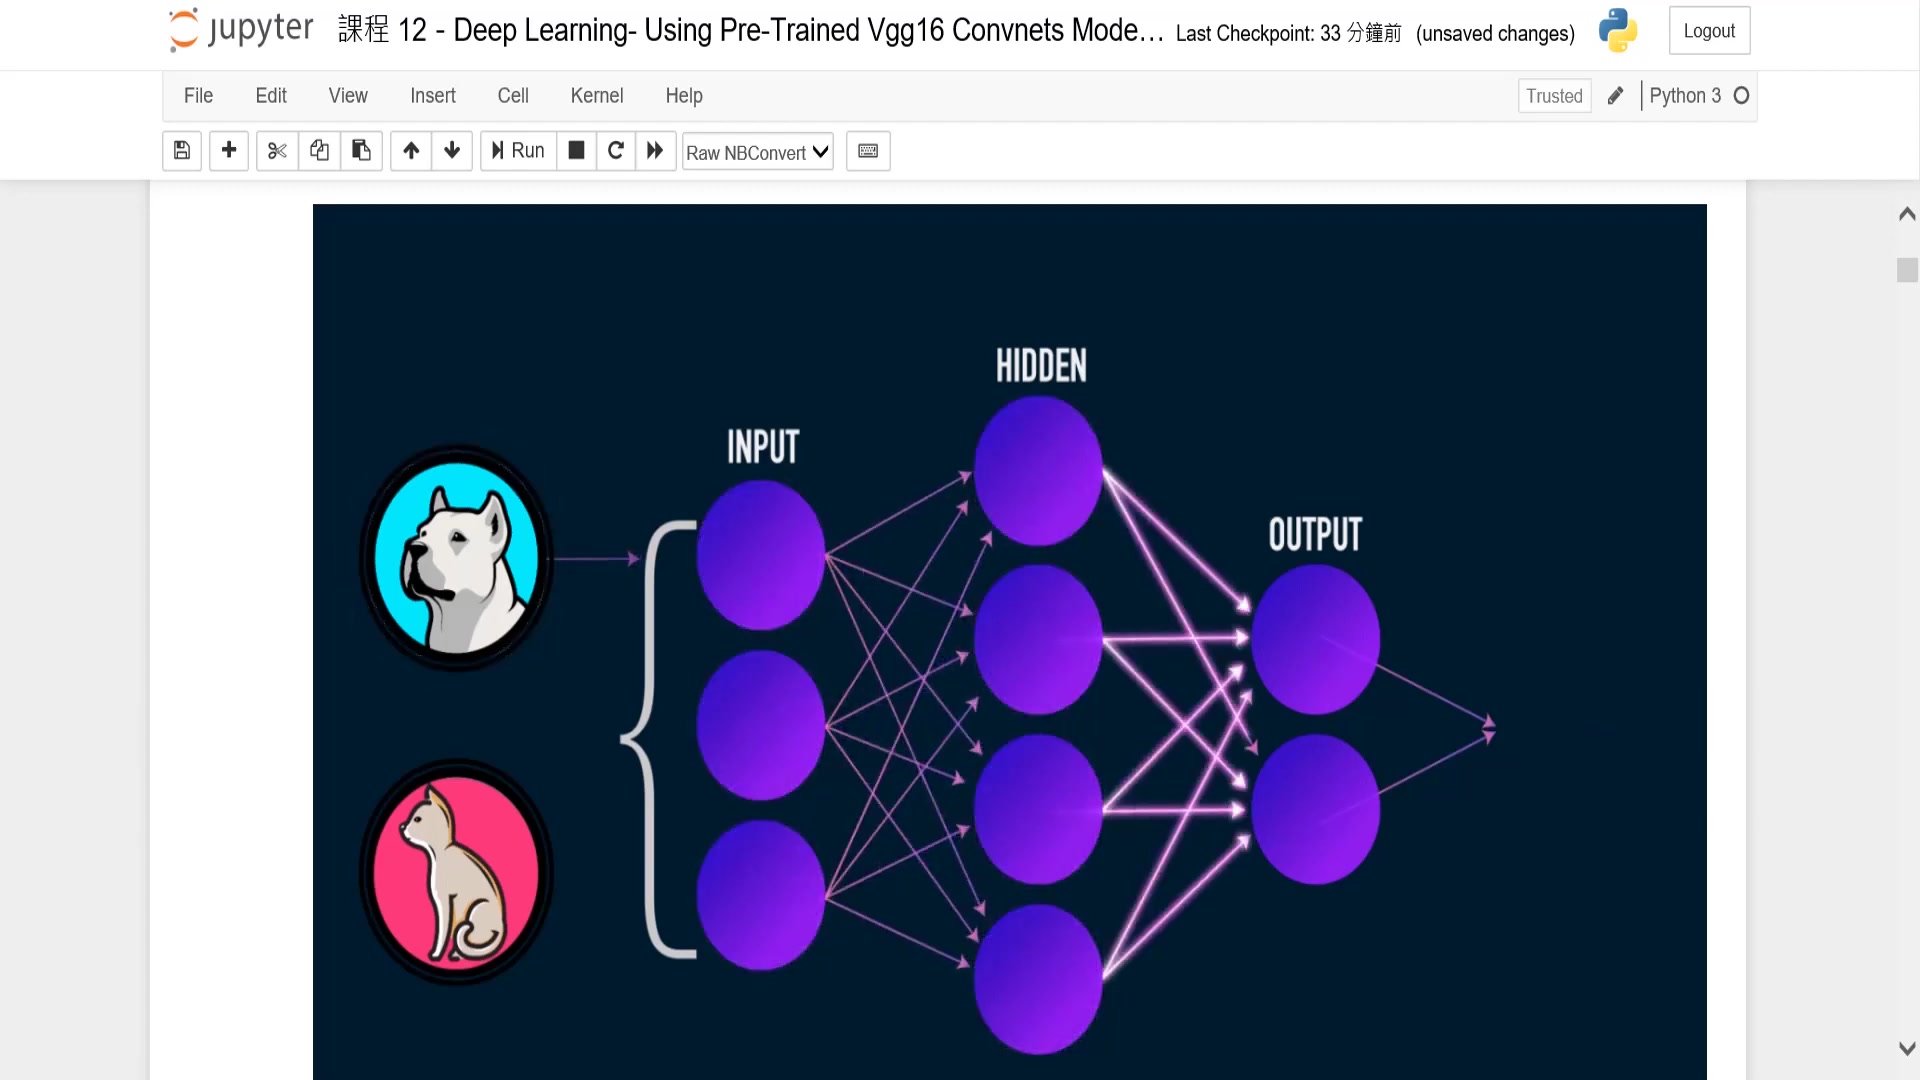 jupyter 課程 12 - Deep Learning- Using Pre-Trained Vgg16 Convnets Mode... Last Checkpoint: 33 分鐘前 (unsaved changes) Logout
File Edit View Insert Cell Kernel Help Trusted Python 3
Run Raw NBConvert
HIDDEN
INPUT
OUTPUT